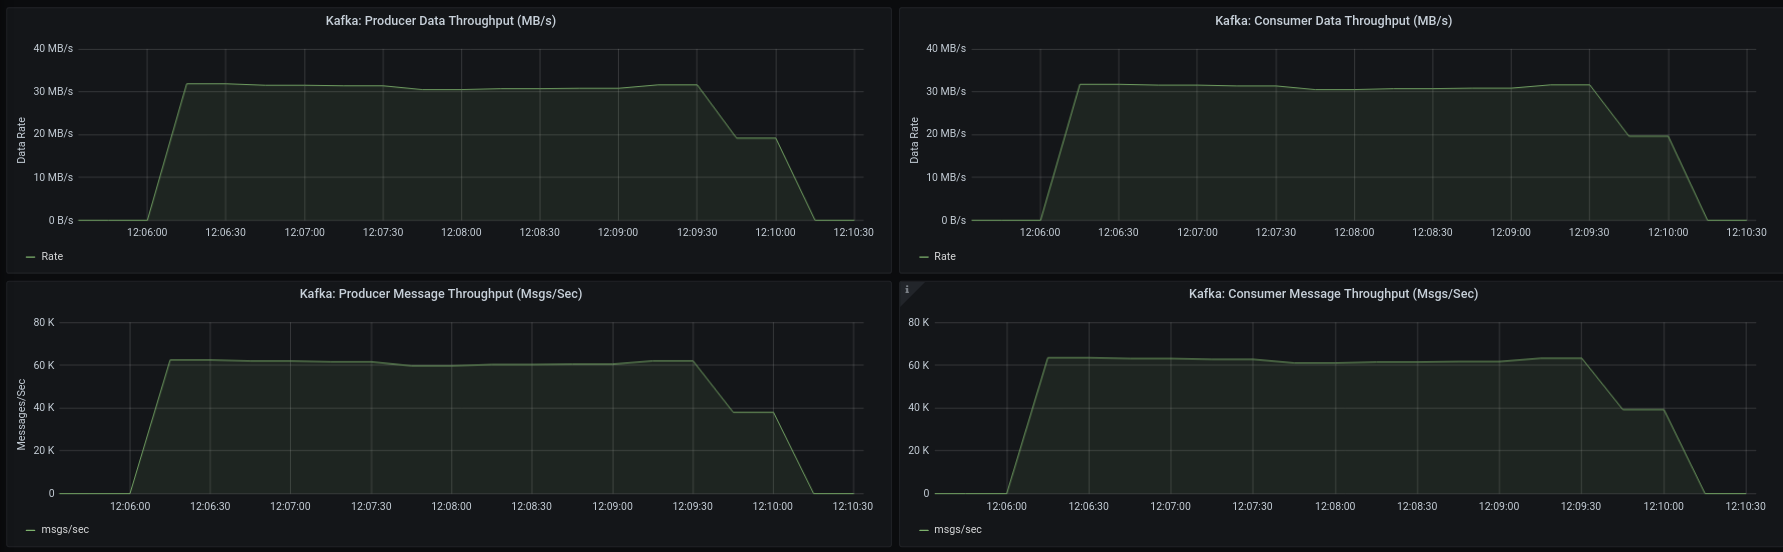 Kafka: Producer Data Throughput (MB/s)
Data Rate
40 MB/s
30 MB/s
20 MB/s
10 MB/s
0 B/s
12:06:00 12:06:30 12:07:00 12:07:30 12:08:00 12:08:30 12:09:00 12:09:30 12:10:00 12:10:30
Rate
Kafka: Consumer Data Throughput (MB/s)
Data Rate
40 MB/s
30 MB/s
20 MB/s
10 MB/s
0 B/s
12:06:00 12:06:30 12:07:00 12:07:30 12:08:00 12:08:30 12:09:00 12:09:30 12:10:00 12:10:30
Rate
Kafka: Producer Message Throughput (Msgs/Sec)
Messages/Sec
80 K
60 K
40 K
20 K
0
12:06:00 12:06:30 12:07:00 12:07:30 12:08:00 12:08:30 12:09:00 12:09:30 12:10:00 12:10:30
msgs/sec
i
Kafka: Consumer Message Throughput (Msgs/Sec)
80 K
60 K
40 K
20 K
0
12:06:00 12:06:30 12:07:00 12:07:30 12:08:00 12:08:30 12:09:00 12:09:30 12:10:00 12:10:30
msgs/sec